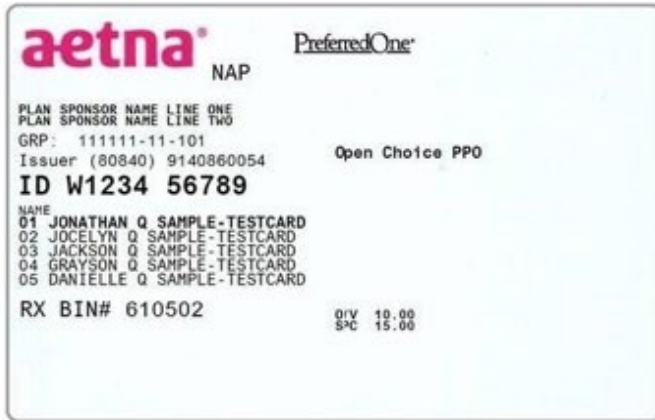 aetna
PreferredOne
NAP
PLAN SPONSOR NAME LINE ONE
PLAN SPONSOR NAME LINE TWO
GRP: 111111-11-101
Issuer (80840) 9140860054
Open Choice PPO
ID W1234 56789
NAME
01 JONATHAN Q SAMPLE-TESTCARD
02 JOCELYN Q SAMPLE-TESTCARD
03 JACKSON Q SAMPLE-TESTCARD
04 GRAYSON Q SAMPLE-TESTCARD
05 DANIELLE Q SAMPLE-TESTCARD
RX BIN# 610502
O/V 10.00
SPC 15.00